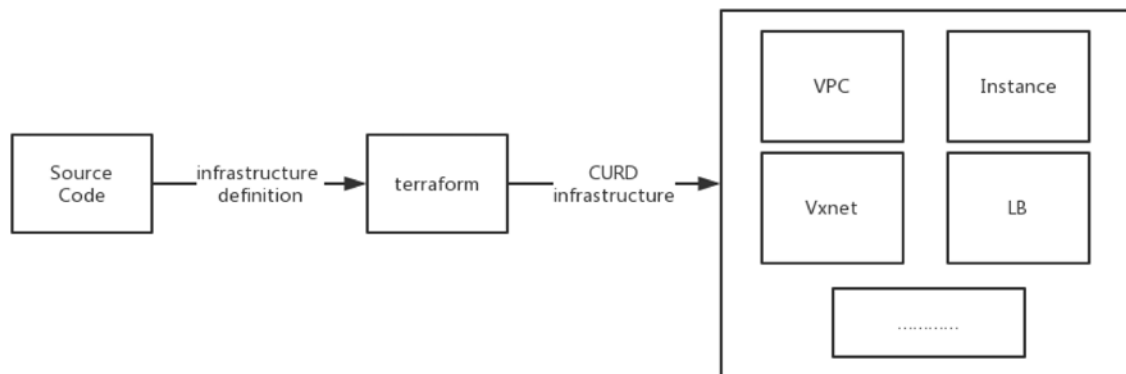 Source
Code
infrastructure
definition
terraform
CURD
infrastructure
VPC
Instance
Vxnet
LB
…………